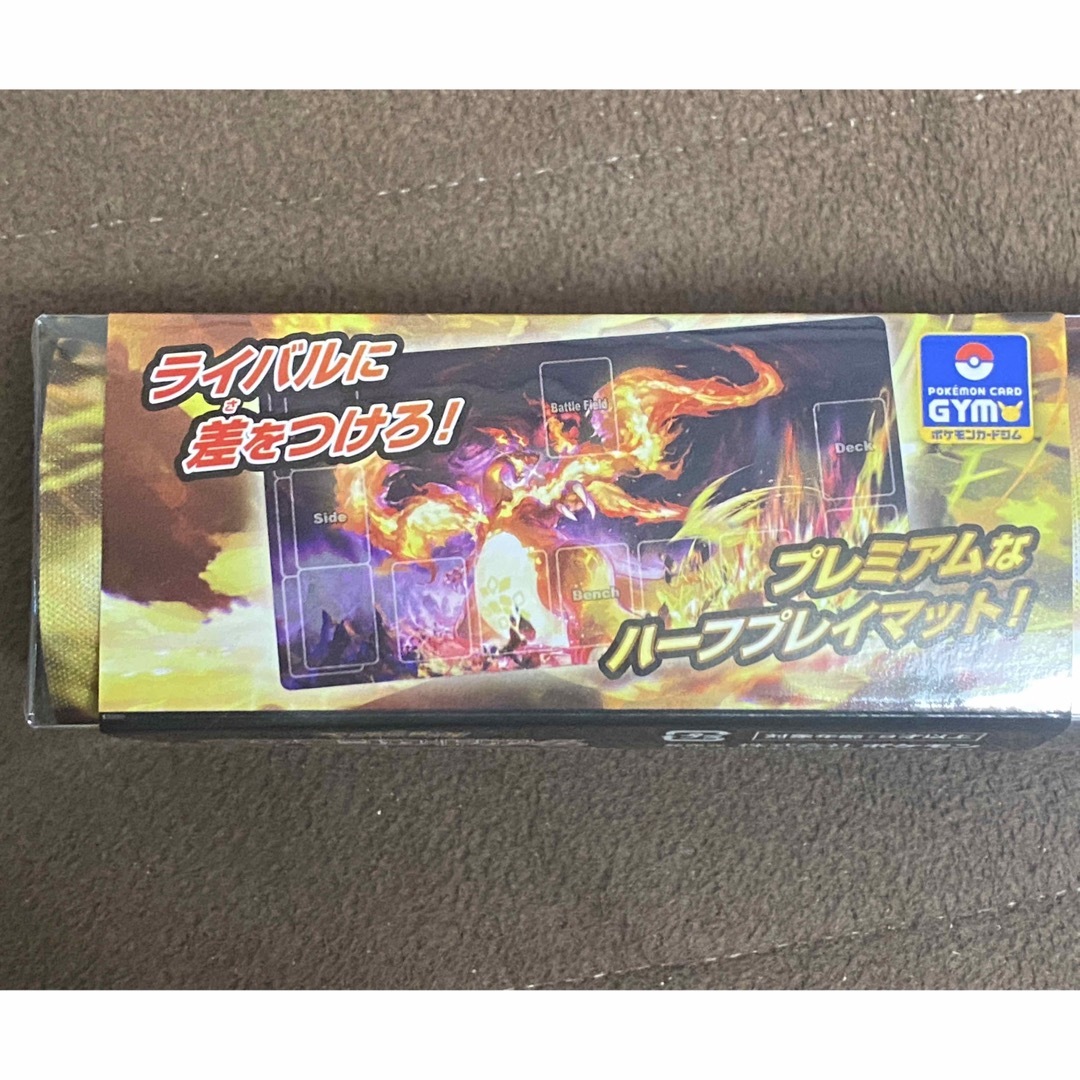 ライバルに
さ
差をつけろ!
Battle Field
Deck
Side
Bench
POKÉMON CARD
GYM
ポケモンカードジム
プレミアムな
ハーフプレイマット!